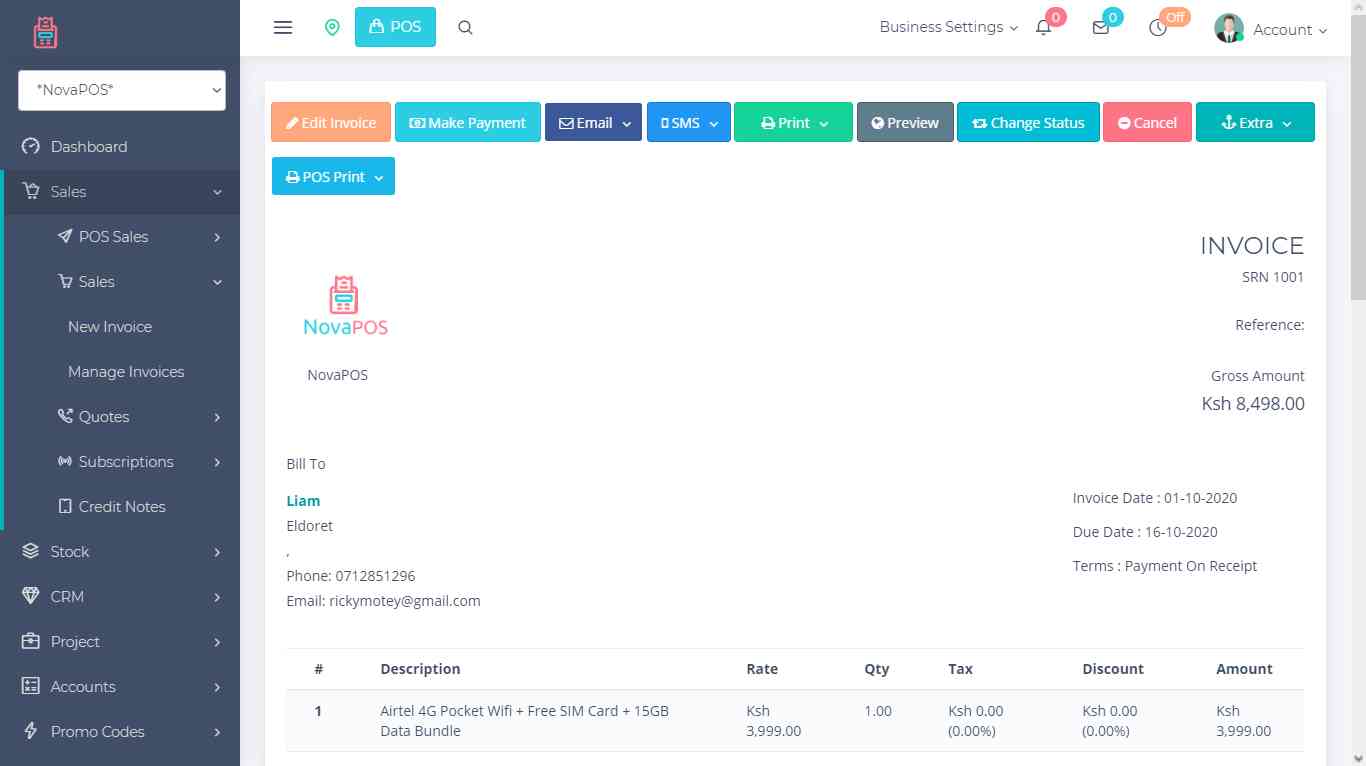 POS
Business Settings
0
0
Off
Account
*NovaPOS*
Dashboard
Sales
POS Sales
Sales
New Invoice
Manage Invoices
Quotes
Subscriptions
Credit Notes
Stock
CRM
Project
Accounts
Promo Codes
Edit Invoice
Make Payment
Email
SMS
Print
Preview
Change Status
Cancel
Extra
POS Print
INVOICE
SRN 1001
Reference:
Gross Amount
Ksh 8,498.00
NovaPOS
NovaPOS
Bill To
Liam
Eldoret
,
Phone: 0712851296
Email: rickymotey@gmail.com
Invoice Date : 01-10-2020
Due Date : 16-10-2020
Terms : Payment On Receipt
# Description Rate Qty Tax Discount Amount
1 Airtel 4G Pocket Wifi + Free SIM Card + 15GB Ksh 1.00 Ksh 0.00 Ksh 0.00 Ksh
Data Bundle 3,999.00 (0.00%) (0.00%) 3,999.00